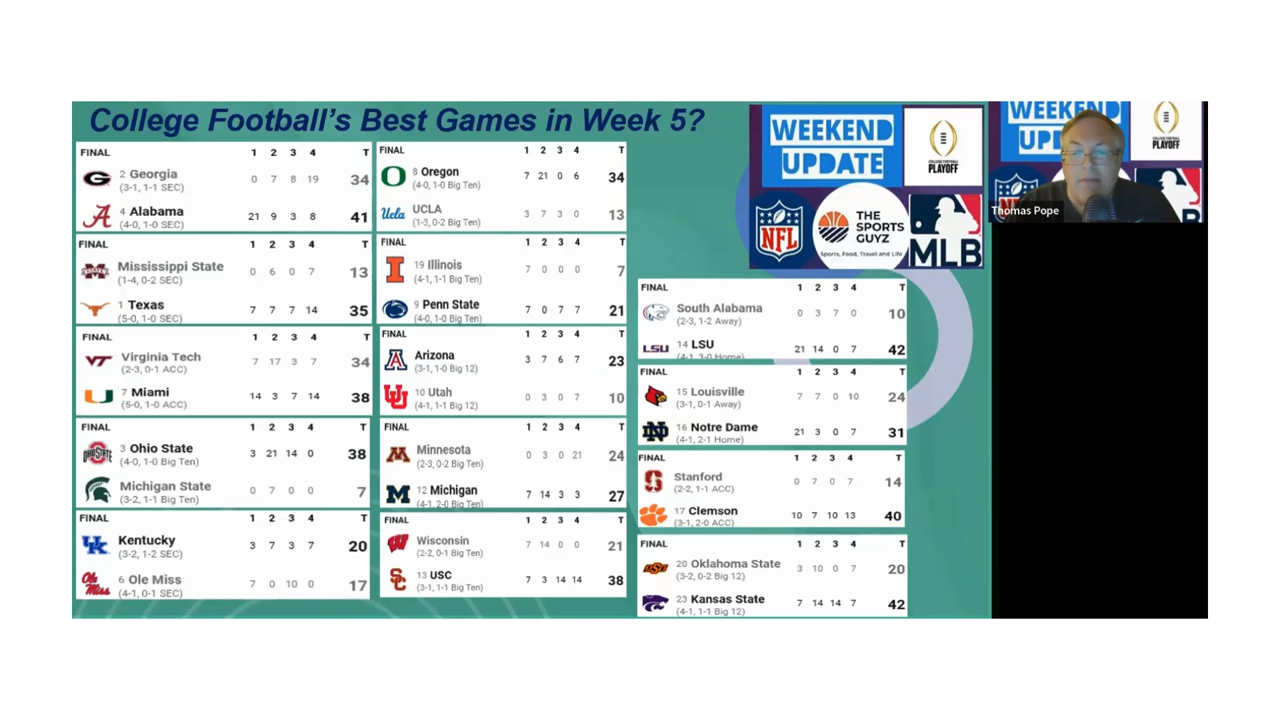 College Football's Best Games in Week 5?
FINAL 1 2 3 4 T
2 Georgia 0 7 8 19 34
(3-1, 1-1 SEC)
4 Alabama 21 9 3 8 41
(4-0, 1-0 SEC)
FINAL 1 2 3 4 T
Mississippi State 0 6 0 7 13
(1-4, 0-2 SEC)
1 Texas 7 7 7 14 35
(5-0, 1-0 SEC)
FINAL 1 2 3 4 T
Virginia Tech 7 17 3 7 34
(2-3, 0-1 ACC)
7 Miami 14 3 7 14 38
(5-0, 1-0 ACC)
FINAL 1 2 3 4 T
3 Ohio State 3 21 14 0 38
(4-0, 1-0 Big Ten)
Michigan State 0 7 0 0 7
(3-2, 1-1 Big Ten)
FINAL 1 2 3 4 T
Kentucky 3 7 3 7 20
(3-2, 1-2 SEC)
6 Ole Miss 7 0 10 0 17
(4-1, 0-1 SEC)
FINAL 1 2 3 4 T
8 Oregon 7 21 0 6 34
(4-0, 1-0 Big Ten)
Ucla UCLA 3 7 3 0 13
(1-3, 0-2 Big Ten)
FINAL 1 2 3 4 T
19 Illinois 7 0 0 0 7
(4-1, 1-1 Big Ten)
9 Penn State 7 0 7 7 21
(4-0, 1-0 Big Ten)
FINAL 1 2 3 4 T
Arizona 3 7 6 7 23
(3-1, 1-0 Big 12)
10 Utah 0 3 0 7 10
(4-1, 1-1 Big 12)
FINAL 1 2 3 4 T
Minnesota 0 3 0 21 24
(2-3, 0-2 Big Ten)
12 Michigan 7 14 3 3 27
(4-1, 2-0 Big Ten)
FINAL 1 2 3 4 T
Wisconsin 7 14 0 0 21
(2-2, 0-1 Big Ten)
13 USC 7 3 14 14 38
(3-1, 1-1 Big Ten)
WEEKEND
UPDATE
COLLEGE FOOTBALL
PLAYOFF
NFL
THE
SPORTS
GUYZ
Sports, Food, Travel and Life
MLB
FINAL 1 2 3 4 T
South Alabama 0 3 7 0 10
(2-3, 1-2 Away)
LSU 14 LSU 21 14 0 7 42
(4-1, 3-0 Home)
FINAL 1 2 3 4 T
15 Louisville 7 7 0 10 24
(3-1, 0-1 Away)
16 Notre Dame 21 3 0 7 31
(4-1, 2-1 Home)
FINAL 1 2 3 4 T
Stanford 0 7 0 7 14
(2-2, 1-1 ACC)
17 Clemson 10 7 10 13 40
(3-1, 2-0 ACC)
FINAL 1 2 3 4 T
20 Oklahoma State 3 10 0 7 20
(3-2, 0-2 Big 12)
23 Kansas State 7 14 14 7 42
(4-1, 1-1 Big 12)
WEEKEND
UPDATE
PLAYOFF
NFL
Thomas Pope